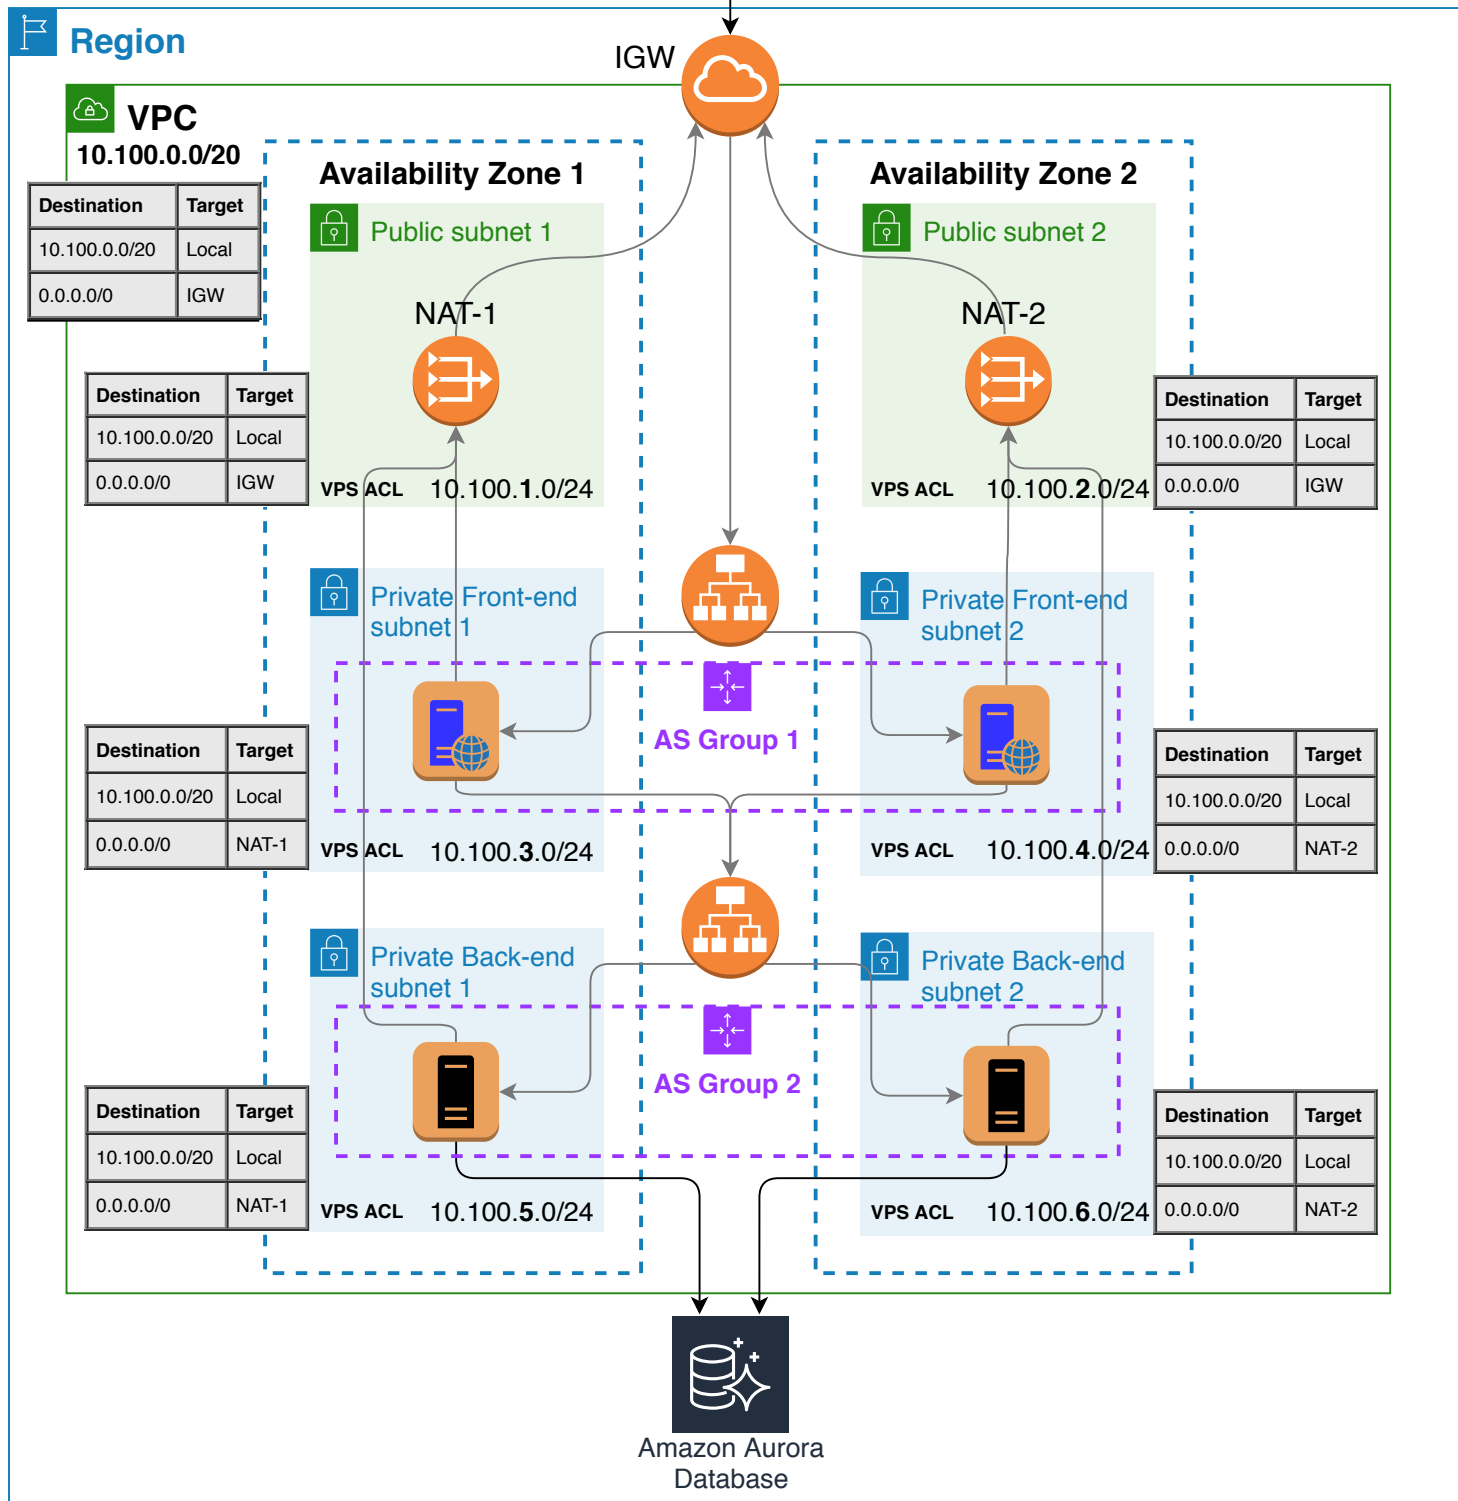 Region
IGW
VPC
10.100.0.0/20
Destination Target
10.100.0.0/20 Local
0.0.0.0/0 IGW
Availability Zone 1
Public subnet 1
NAT-1
Destination Target
10.100.0.0/20 Local
0.0.0.0/0 IGW
VPS ACL 10.100.1.0/24
Availability Zone 2
Public subnet 2
NAT-2
VPS ACL 10.100.2.0/24
Destination Target
10.100.0.0/20 Local
0.0.0.0/0 IGW
Private Front-end
subnet 1
Destination Target
10.100.0.0/20 Local
0.0.0.0/0 NAT-1
VPS ACL 10.100.3.0/24
AS Group 1
Private Front-end
subnet 2
VPS ACL 10.100.4.0/24
Destination Target
10.100.0.0/20 Local
0.0.0.0/0 NAT-2
Private Back-end
subnet 1
Destination Target
10.100.0.0/20 Local
0.0.0.0/0 NAT-1
VPS ACL 10.100.5.0/24
AS Group 2
Private Back-end
subnet 2
VPS ACL 10.100.6.0/24
Destination Target
10.100.0.0/20 Local
0.0.0.0/0 NAT-2
Amazon Aurora
Database